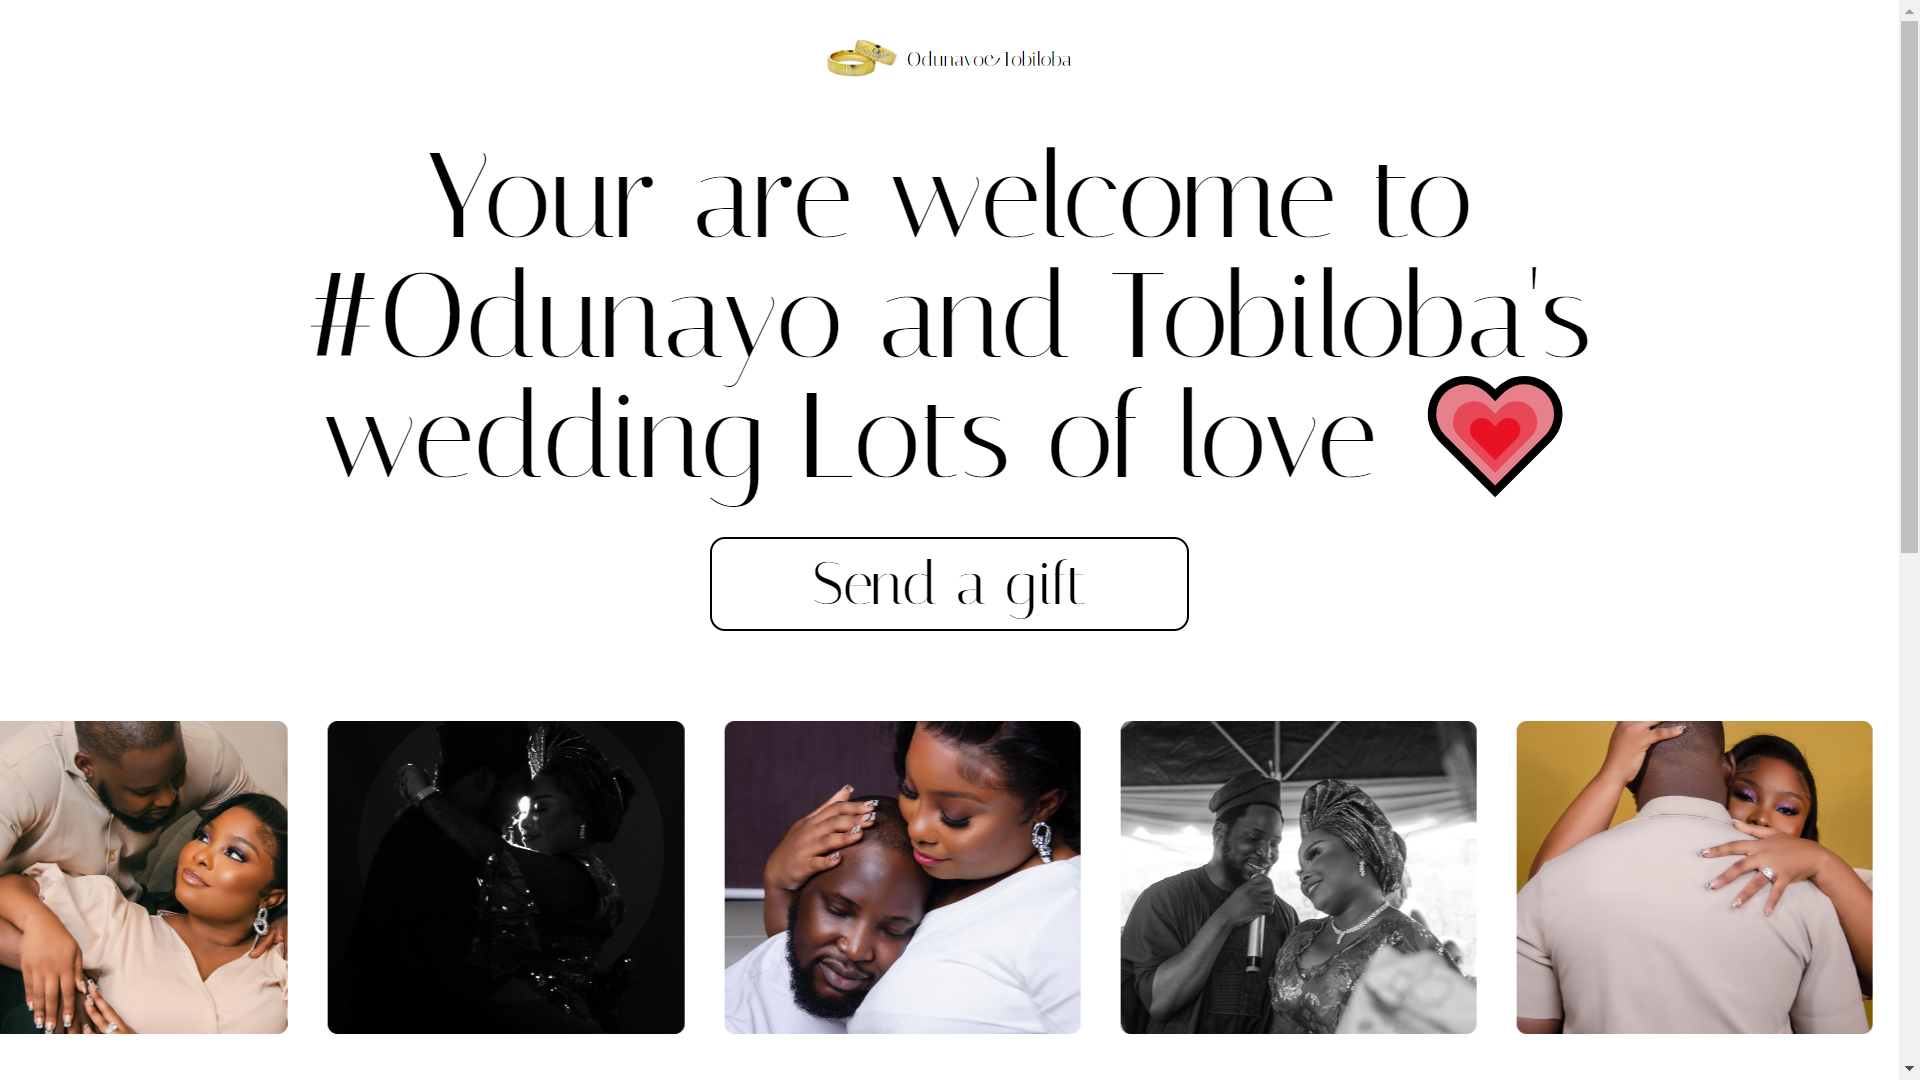 Odunayo&Tobiloba
Your are welcome to
#Odunayo and Tobiloba's
wedding Lots of love
Send a gift